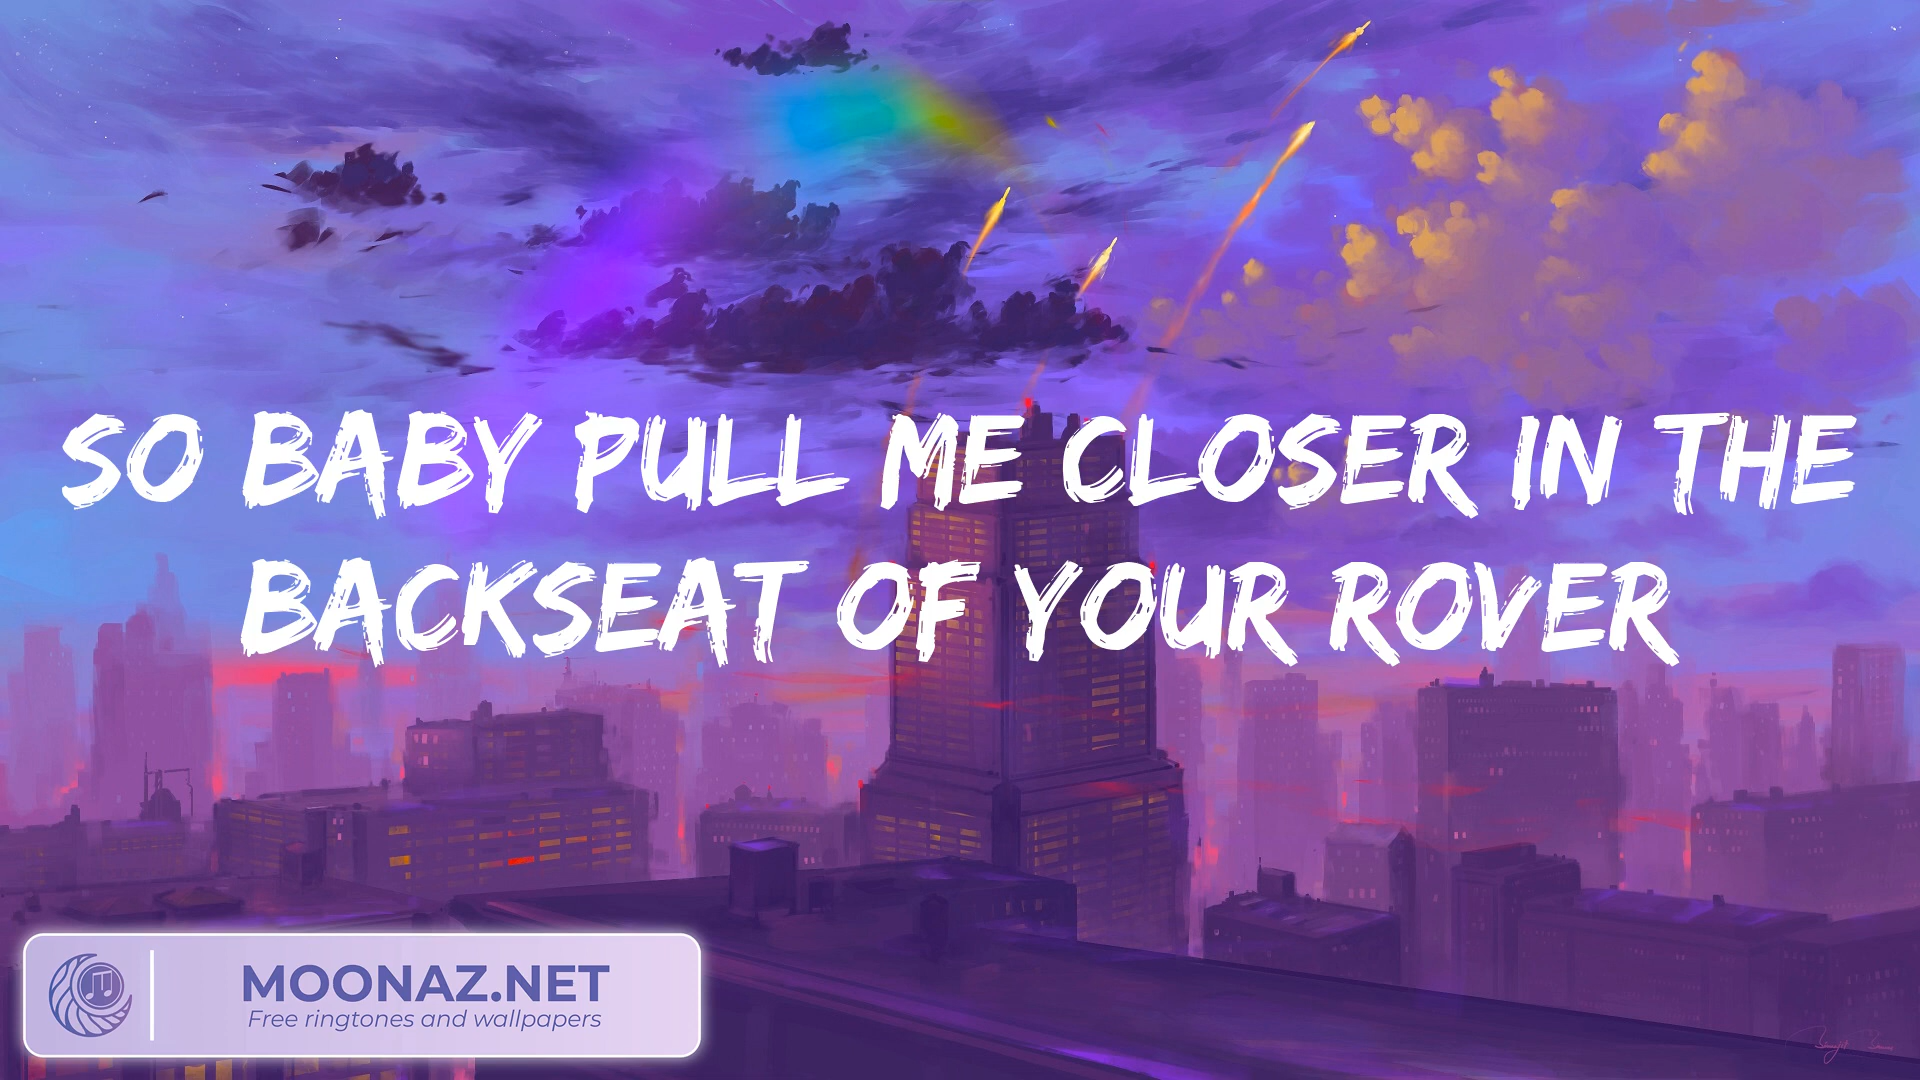 SO BABY PULL ME CLOSER IN THE
BACKSEAT OF YOUR ROVER
MOONAZ.NET
Free ringtones and wallpapers